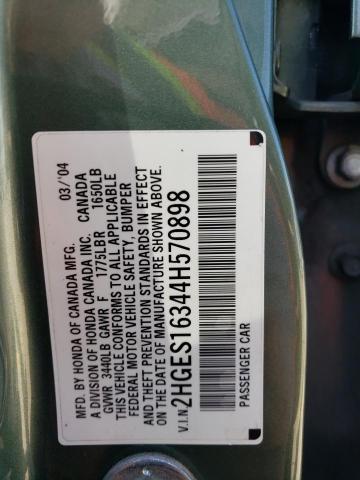 MFD. BY HONDA OF CANADA MFG. 03/'04
A DIVISION OF HONDA CANADA INC. CANADA
GVWR 3440LB GAWR F 1775LBR 1650LB
THIS VEHICLE CONFORMS TO ALL APPLICABLE
FEDERAL MOTOR VEHICLE SAFETY, BUMPER
AND THEFT PREVENTION STANDARDS IN EFFECT
ON THE DATE OF MANUFACTURE SHOWN ABOVE.
V.I.N. 2HGES16344H570898
PASSENGER CAR